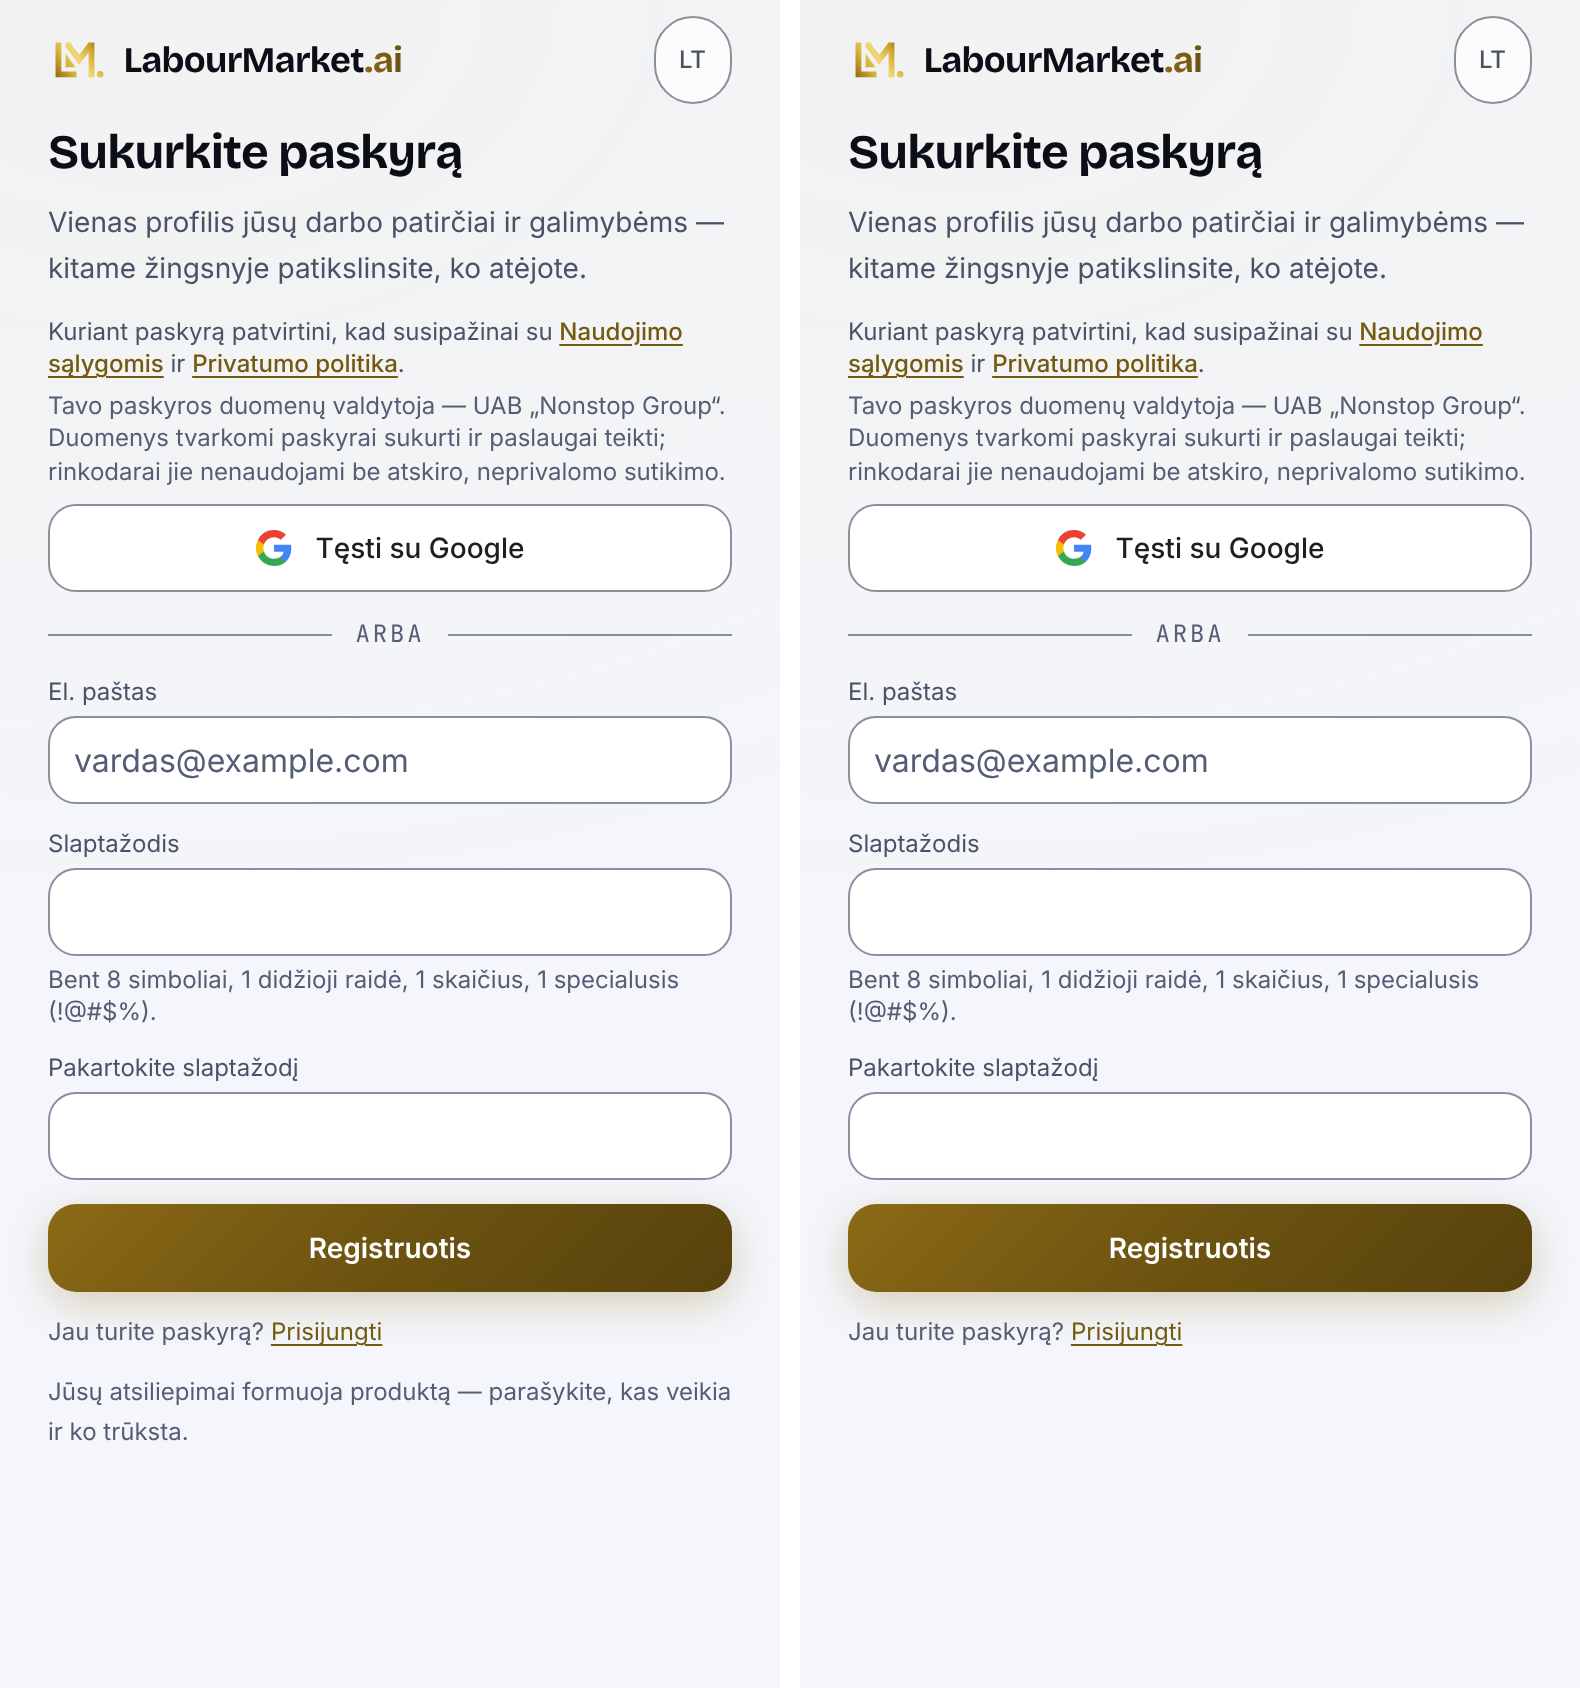 LM.
LabourMarket.ai
LT
Sukurkite paskyrą
Vienas profilis jūsų darbo patirčiai ir galimybėms —
kitame žingsnyje patikslinsite, ko atėjote.
Kuriant paskyrą patvirtini, kad susipažinai su Naudojimo
sąlygomis ir Privatumo politika.
Tavo paskyros duomenų valdytoja — UAB „Nonstop Group“.
Duomenys tvarkomi paskyrai sukurti ir paslaugai teikti;
rinkodarai jie nenaudojami be atskiro, neprivalomo sutikimo.
Tęsti su Google
ARBA
El. paštas
vardas@example.com
Slaptažodis
Bent 8 simboliai, 1 didžioji raidė, 1 skaičius, 1 specialusis
(!@#$%).
Pakartokite slaptažodį
Registruotis
Jau turite paskyrą? Prisijungti
Jūsų atsiliepimai formuoja produktą — parašykite, kas veikia
ir ko trūksta.
LM.
LabourMarket.ai
LT
Sukurkite paskyrą
Vienas profilis jūsų darbo patirčiai ir galimybėms —
kitame žingsnyje patikslinsite, ko atėjote.
Kuriant paskyrą patvirtini, kad susipažinai su Naudojimo
sąlygomis ir Privatumo politika.
Tavo paskyros duomenų valdytoja — UAB „Nonstop Group“.
Duomenys tvarkomi paskyrai sukurti ir paslaugai teikti;
rinkodarai jie nenaudojami be atskiro, neprivalomo sutikimo.
Tęsti su Google
ARBA
El. paštas
vardas@example.com
Slaptažodis
Bent 8 simboliai, 1 didžioji raidė, 1 skaičius, 1 specialusis
(!@#$%).
Pakartokite slaptažodį
Registruotis
Jau turite paskyrą? Prisijungti